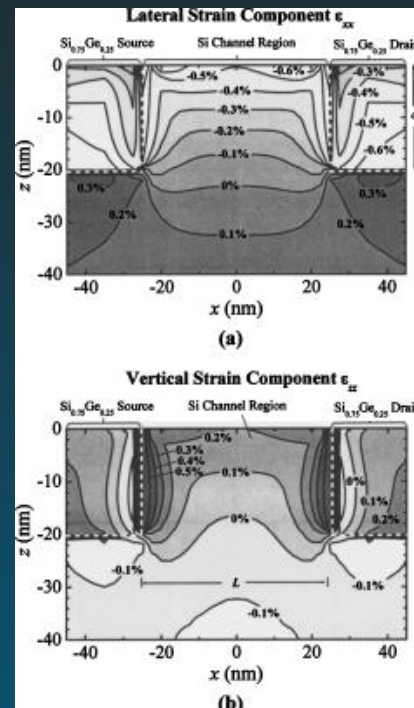 Lateral Strain Component εxx
Si0.75Ge0.25 Source Si Channel Region Si0.75Ge0.25 Drai
0
-0.5% -0.6% -0.3%
-0.4% -0.4%
-10
-0.3% -0.5%
-0.2%
-0.1% -0.6%
-20
0.3% 0% 0.3%
0.2% 0.2%
-30
0.1%
-40
-40 -20 0 20 40
z (nm)
x (nm)
(a)
Vertical Strain Component εzz
Si0.75Ge0.25 Source Si Channel Region Si0.75Ge0.25 Drai
0
0.2%
0.3%
0.4% 0.1% 0%
0.5% 0.1%
-10
0% 0.2%
-20
-0.1% -0.1%
L
-30
-0.1%
-40
-40 -20 0 20 40
z (nm)
x (nm)
(b)